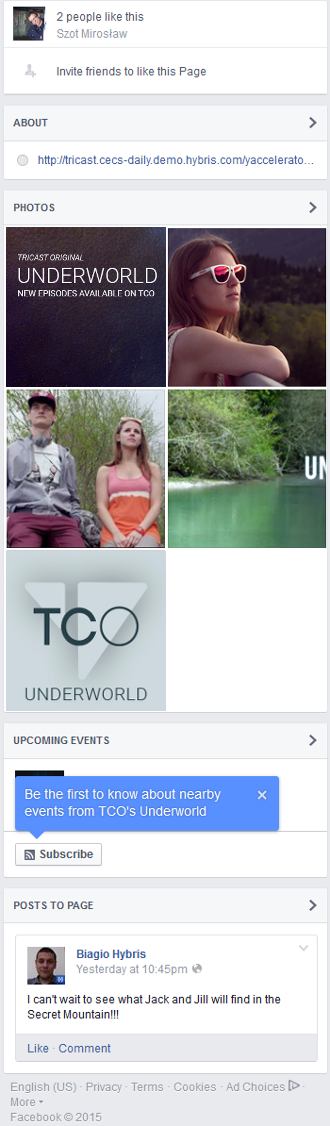 2 people like this
Szot Mirosław
Invite friends to like this Page
ABOUT
http://tricast.cecs-daily.demo.hybris.com/yaccelerato...
PHOTOS
TRICAST ORIGINAL
UNDERWORLD
NEW EPISODES AVAILABLE ON TCO
UN
TCO
UNDERWORLD
UPCOMING EVENTS
Be the first to know about nearby
events from TCO's Underworld
Subscribe
POSTS TO PAGE
Biagio Hybris
Yesterday at 10:45pm
I can't wait to see what Jack and Jill will find in the
Secret Mountain!!!
Like · Comment
English (US) · Privacy · Terms · Cookies · Ad Choices ·
More
Facebook © 2015